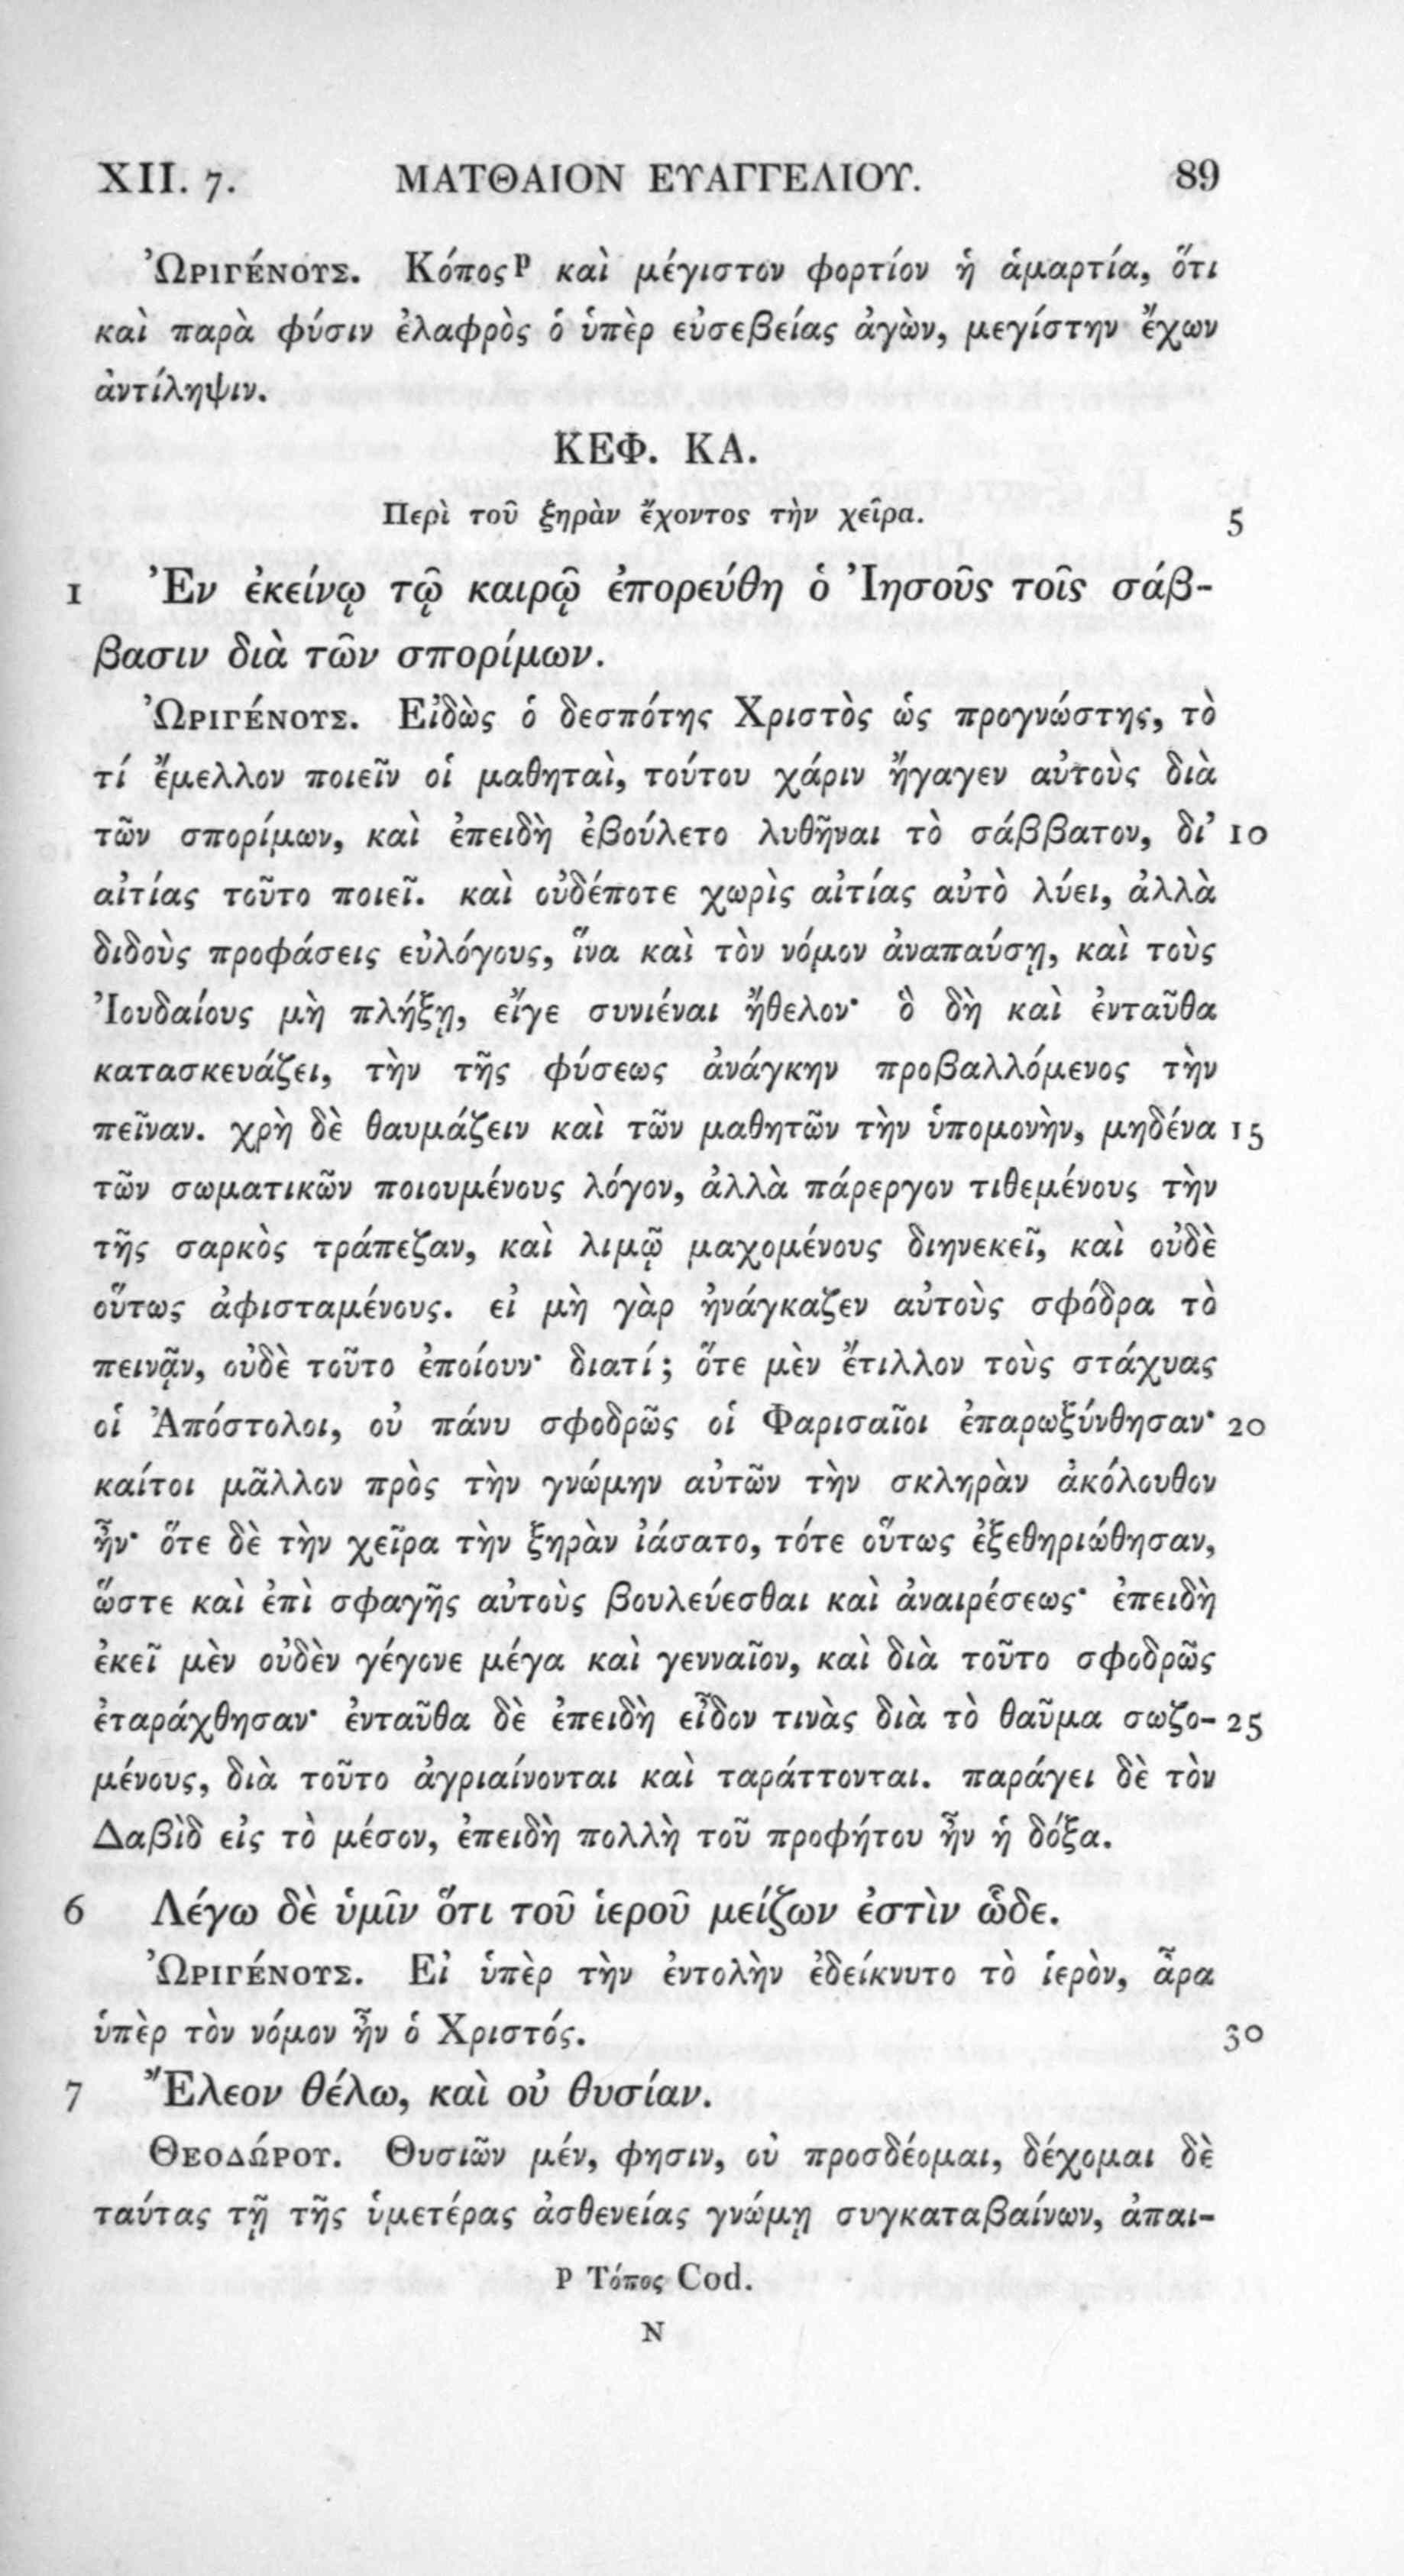 XII. 7. ΜΑΤΘΑΙΟΝ ΕΥΑΓΓΕΛΙΟΥ. 89
ὨΡΙΓΈΝΟΥΣ. Κόπος p καὶ μέγιστον φορτίον ἡ ἁμαρτία, ὅτι
καὶ παρὰ φύσιν ἐλαφρὸς ὁ ὑπὲρ εὐσεβείας ἀγὼν, μεγίστην ἔχων
ἀντίληψιν.
ΚΕΦ. ΚΑ.
Περὶ τοῦ ξηρὰν ἔχοντος τὴν χεῖρα. 5
1 Ἐν ἐκείνῳ τῷ καιρῷ ἐπορεύθη ὁ Ἰησοῦς τοῖς σάβ-
βασιν διὰ τῶν σπορίμων.
ὨΡΙΓΈΝΟΥΣ. Εἰδὼς ὁ δεσπότης Χριστὸς ὡς προγνώστης, τὸ
τί ἔμελλον ποιεῖν οἱ μαθηταὶ, τούτου χάριν ἤγαγεν αὐτοὺς διὰ
τῶν σπορίμων, καὶ ἐπειδὴ ἐβούλετο λυθῆναι τὸ σάββατον, δι’ 10
αἰτίας τοῦτο ποιεῖ. καὶ οὐδέποτε χωρὶς αἰτίας αὐτὸ λύει, ἀλλὰ
διδοὺς προφάσεις εὐλόγους, ἵνα καὶ τὸν νόμον ἀναπαύσῃ, καὶ τοὺς
Ἰουδαίους μὴ πλήξῃ, εἴγε συνιέναι ἤθελον· ὃ δὴ καὶ ἐνταῦθα
κατασκευάζει, τὴν τῆς φύσεως ἀνάγκην προβαλλόμενος τὴν
πεῖναν. χρὴ δὲ θαυμάζειν καὶ τῶν μαθητῶν τὴν ὑπομονὴν, μηδένα 15
τῶν σωματικῶν ποιουμένους λόγον, ἀλλὰ πάρεργον τιθεμένους τὴν
τῆς σαρκὸς τράπεζαν, καὶ λιμῷ μαχομένους διηνεκεῖ, καὶ οὐδὲ
οὕτως ἀφισταμένους. εἰ μὴ γὰρ ἠνάγκαζεν αὐτοὺς σφόδρα τὸ
πεινᾷν, οὐδὲ τοῦτο ἐποίουν· διατί; ὅτε μὲν ἔτιλλον τοὺς στάχυας
οἱ Ἀπόστολοι, οὐ πάνυ σφοδρῶς οἱ Φαρισαῖοι ἐπαρωξύνθησαν· 20
καίτοι μᾶλλον πρὸς τὴν γνώμην αὐτῶν τὴν σκληρὰν ἀκόλουθον
ἦν· ὅτε δὲ τὴν χεῖρα τὴν ξηρὰν ἰάσατο, τότε οὕτως ἐξεθηριώθησαν,
ὥστε καὶ ἐπὶ σφαγῆς αὐτοὺς βουλεύεσθαι καὶ ἀναιρέσεως· ἐπειδὴ
ἐκεῖ μὲν οὐδὲν γέγονε μέγα καὶ γενναῖον, καὶ διὰ τοῦτο σφοδρῶς
ἐταράχθησαν· ἐνταῦθα δὲ ἐπειδὴ εἶδον τινὰς διὰ τὸ θαῦμα σωζο- 25
μένους, διὰ τοῦτο ἀγριαίνονται καὶ ταράττονται. παράγει δὲ τὸν
Δαβὶδ εἰς τὸ μέσον, ἐπειδὴ πολλὴ τοῦ προφήτου ἦν ἡ δόξα.
6 Λέγω δὲ ὑμῖν ὅτι τοῦ ἱεροῦ μείζων ἐστὶν ὧδε.
ὨΡΙΓΈΝΟΥΣ. Εἰ ὑπὲρ τὴν ἐντολὴν ἐδείκνυτο τὸ ἱερὸν, ἆρα
ὑπὲρ τὸν νόμον ἦν ὁ Χριστός. 30
7 Ἔλεον θέλω, καὶ οὐ θυσίαν.
ΘΕΟΔΏΡΟΥ. Θυσιῶν μέν, φησιν, οὐ προσδέομαι, δέχομαι δὲ
ταύτας τῇ τῆς ὑμετέρας ἀσθενείας γνώμῃ συγκαταβαίνων, ἀπαι-
p Τόπος Cod.
N